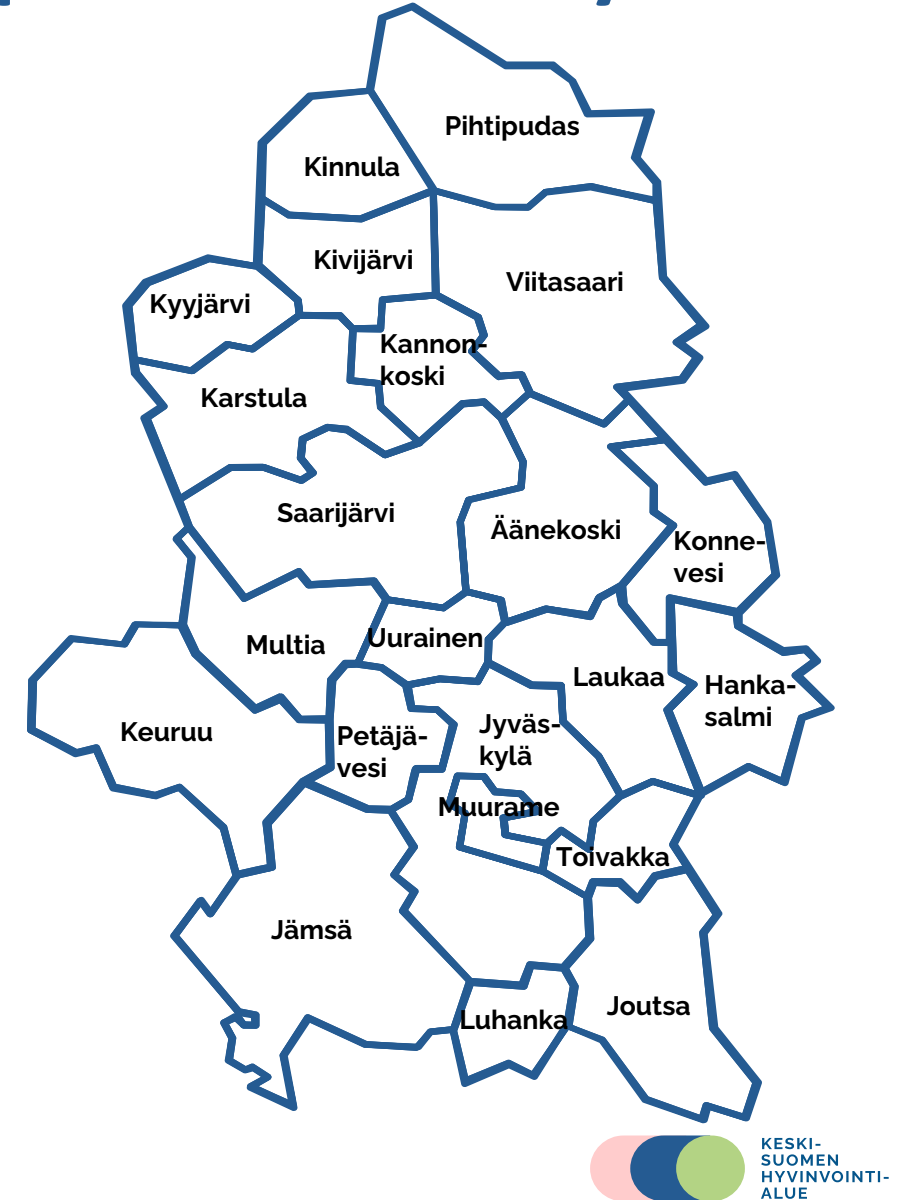 Pihtipudas
Kinnula
Kivijärvi
Viitasaari
Kyyjärvi
Kannon-
koski
Karstula
Saarijärvi
Äänekoski
Konne-
vesi
Multia
Uurainen
Laukaa
Hanka-
salmi
Keuruu
Petäjä-
vesi
Jyväs-
kylä
Muurame
Toivakka
Jämsä
Luhanka
Joutsa
KESKI-
SUOMEN
HYVINVOINTI-
ALUE